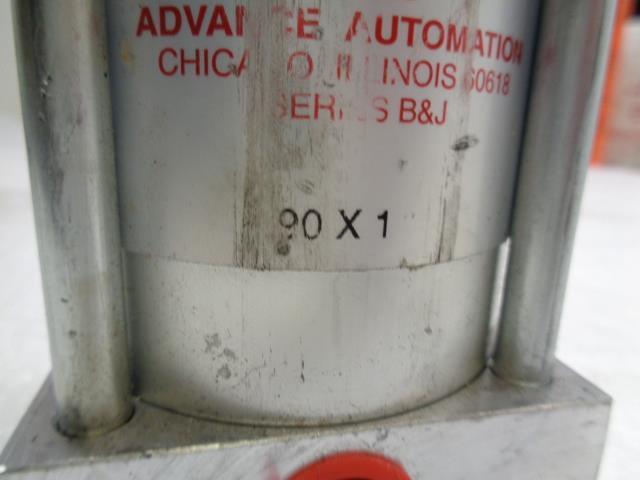 ADVANCE AUTOMATION
CHICAGO, ILLINOIS 60618
SERIES B&J
90 X 1